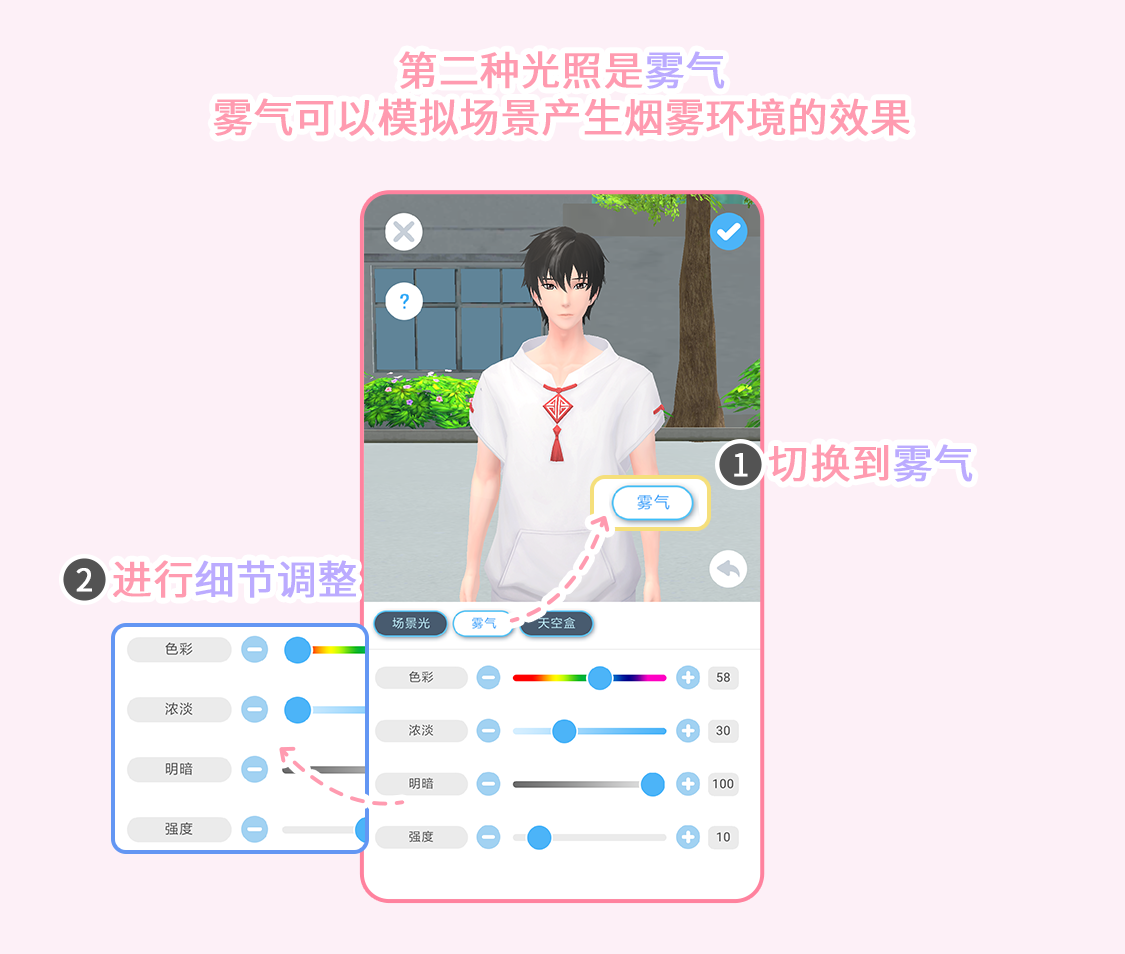 第二种光照是雾气
雾气可以模拟场景产生烟雾环境的效果
?
1 切换到雾气
雾气
2 进行细节调整
场景光 雾气 天空盒
色彩
浓淡
明暗
强度
色彩 58
浓淡 30
明暗 100
强度 10